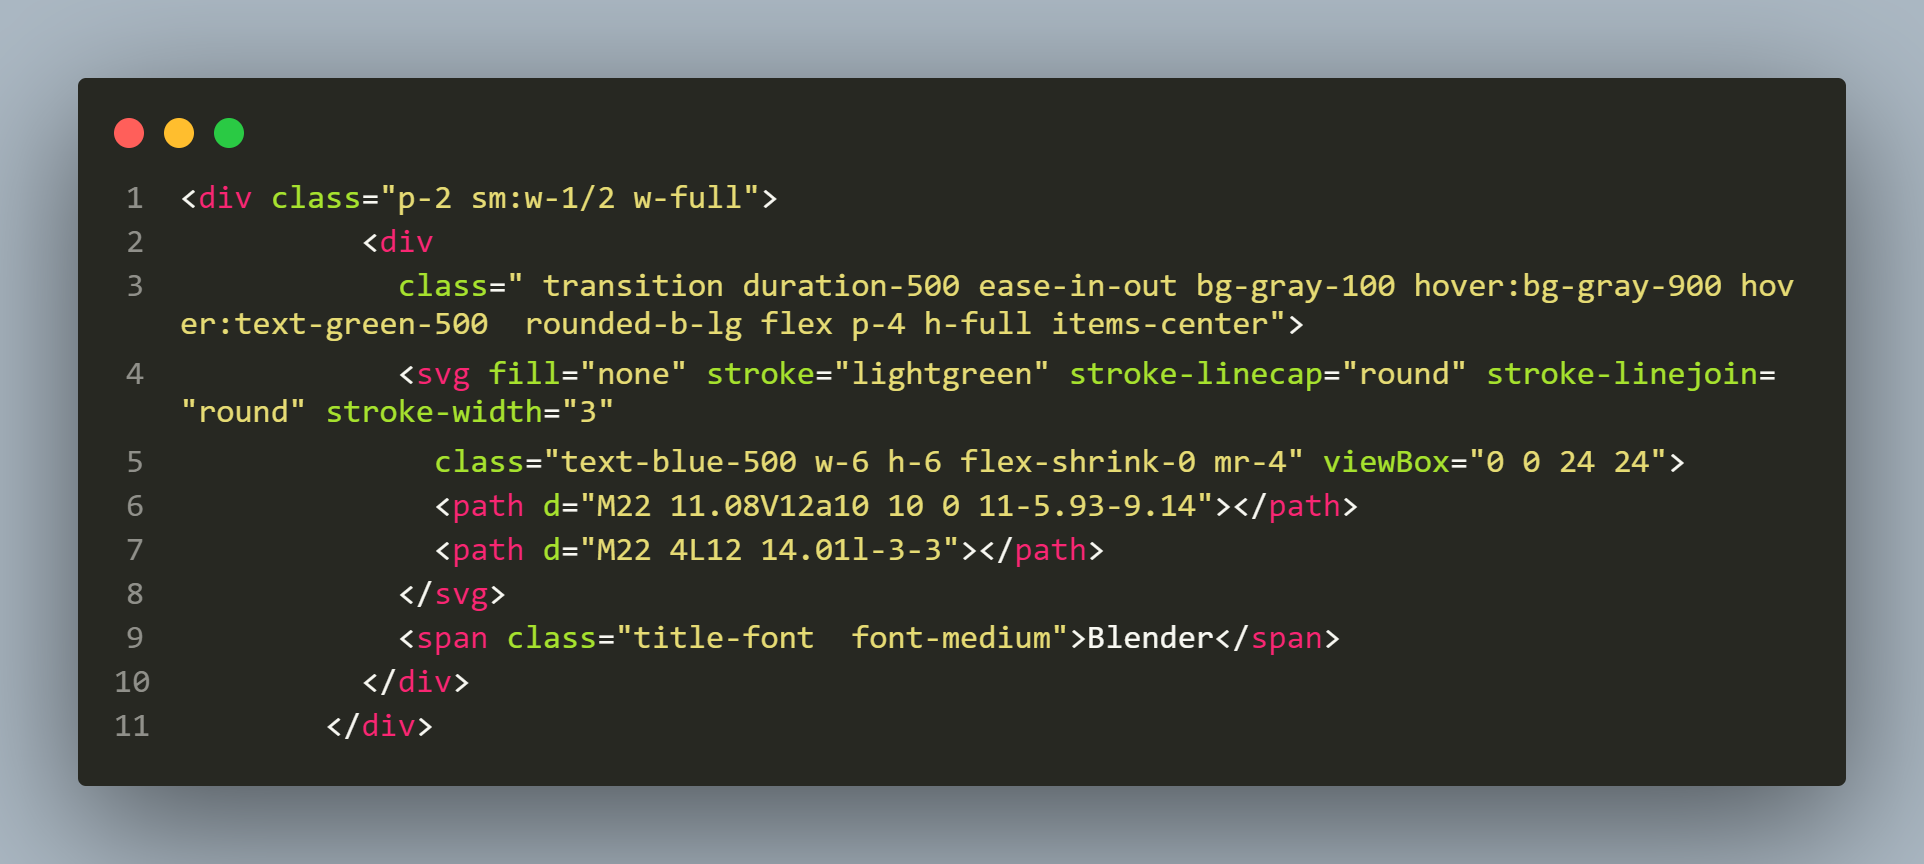 1 <div class="p-2 sm:w-1/2 w-full">
2           <div
3             class=" transition duration-500 ease-in-out bg-gray-100 hover:bg-gray-900 hov
er:text-green-500  rounded-b-lg flex p-4 h-full items-center">
4             <svg fill="none" stroke="lightgreen" stroke-linecap="round" stroke-linejoin=
"round" stroke-width="3"
5               class="text-blue-500 w-6 h-6 flex-shrink-0 mr-4" viewBox="0 0 24 24">
6               <path d="M22 11.08V12a10 10 0 11-5.93-9.14"></path>
7               <path d="M22 4L12 14.01l-3-3"></path>
8             </svg>
9             <span class="title-font  font-medium">Blender</span>
10           </div>
11         </div>